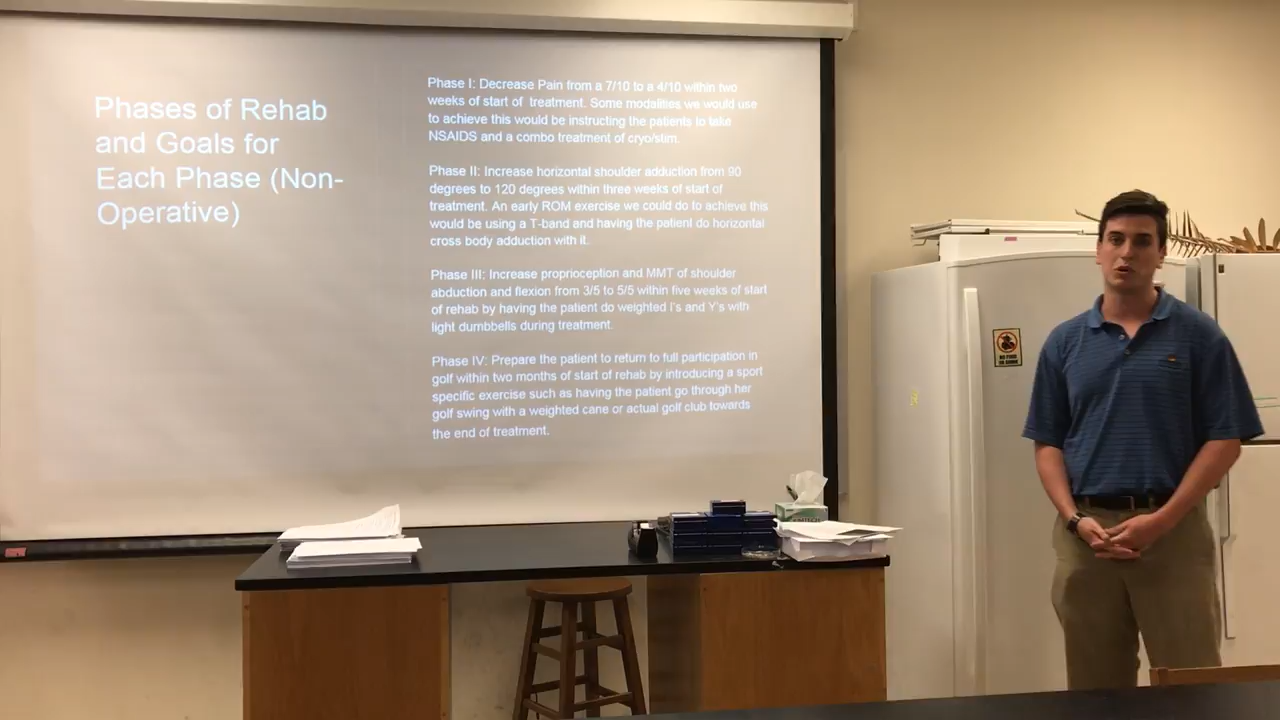 Phases of Rehab
and Goals for
Each Phase (Non-
Operative)
Phase I: Decrease Pain from a 7/10 to a 4/10 within two
weeks of start of treatment. Some modalities we would use
to achieve this would be instructing the patients to take
NSAIDS and a combo treatment of cryo/stim.
Phase II: Increase horizontal shoulder adduction from 90
degrees to 120 degrees within three weeks of start of
treatment. An early ROM exercise we could do to achieve this
would be using a T-band and having the patient do horizontal
cross body adduction with it.
Phase III: Increase proprioception and MMT of shoulder
abduction and flexion from 3/5 to 5/5 within five weeks of start
of rehab by having the patient do weighted I's and Y's with
light dumbbells during treatment.
Phase IV: Prepare the patient to return to full participation in
golf within two months of start of rehab by introducing a sport
specific exercise such as having the patient go through her
golf swing with a weighted cane or actual golf club towards
the end of treatment.
NO FOOD
OR DRINK